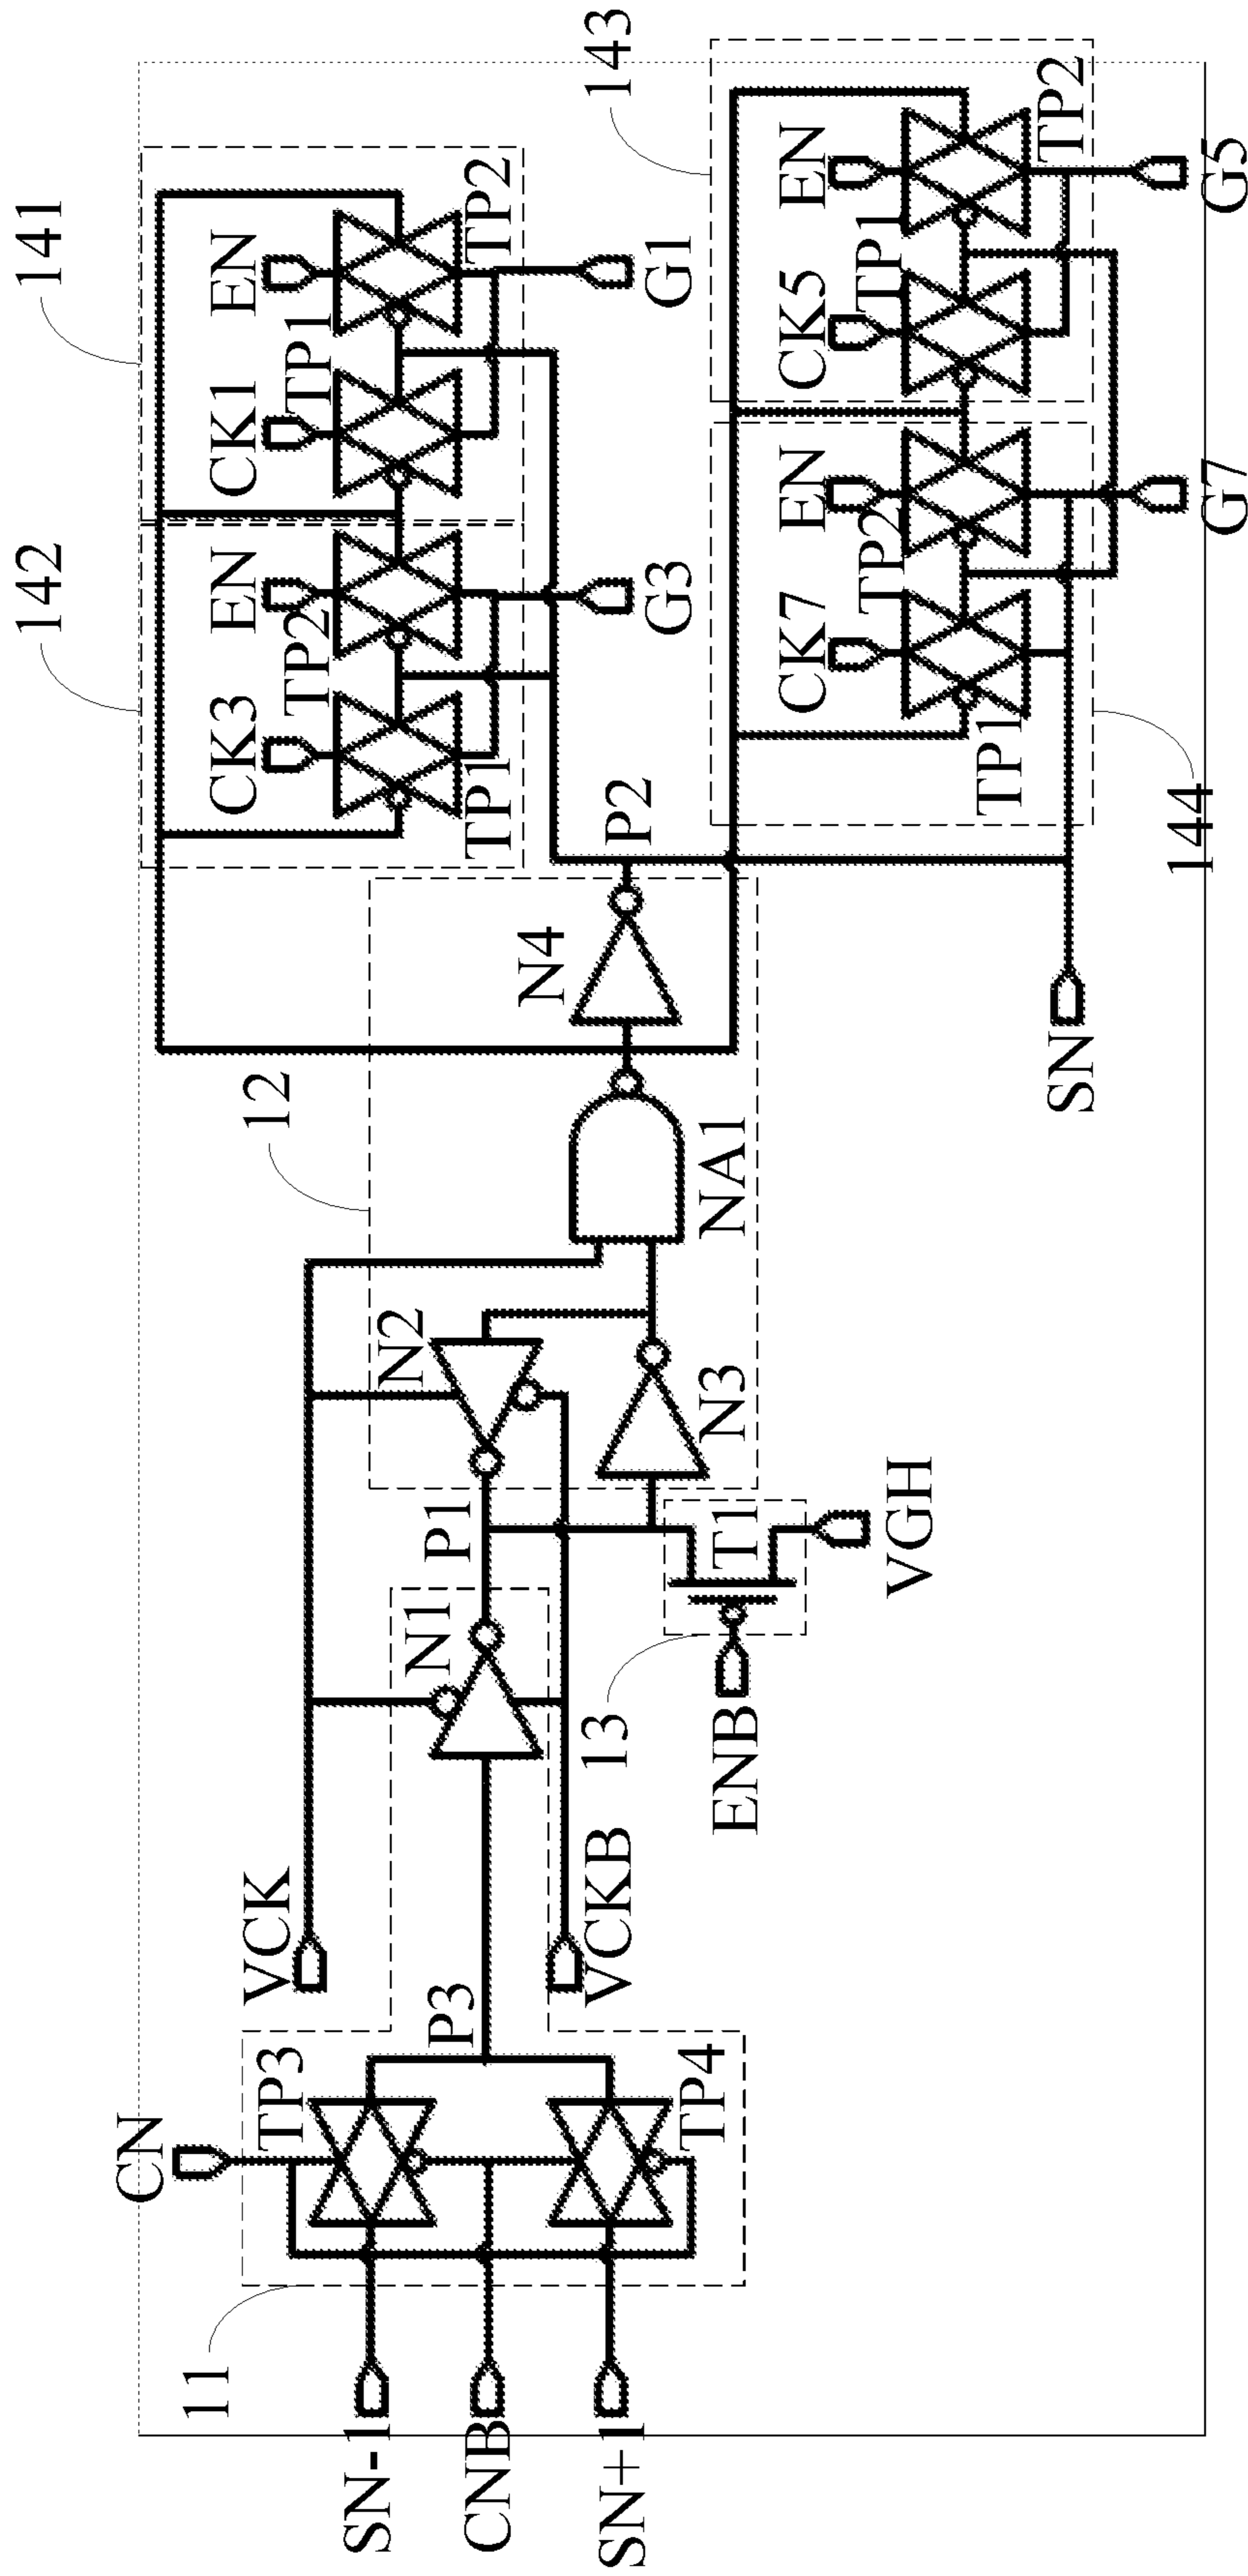 11
SN-1
CNB
SN+1
CN
TP3
TP4
P3
VCK
VCKB
N1
P1
13
ENB
T1
VGH
12
N2
N3
NA1
N4
P2
SN
142
141
CK3
EN
CK1
EN
TP1
TP2
TP1
TP2
G3
G1
143
CK7
EN
CK5
EN
TP1
TP2
TP1
TP2
144
G7
G5